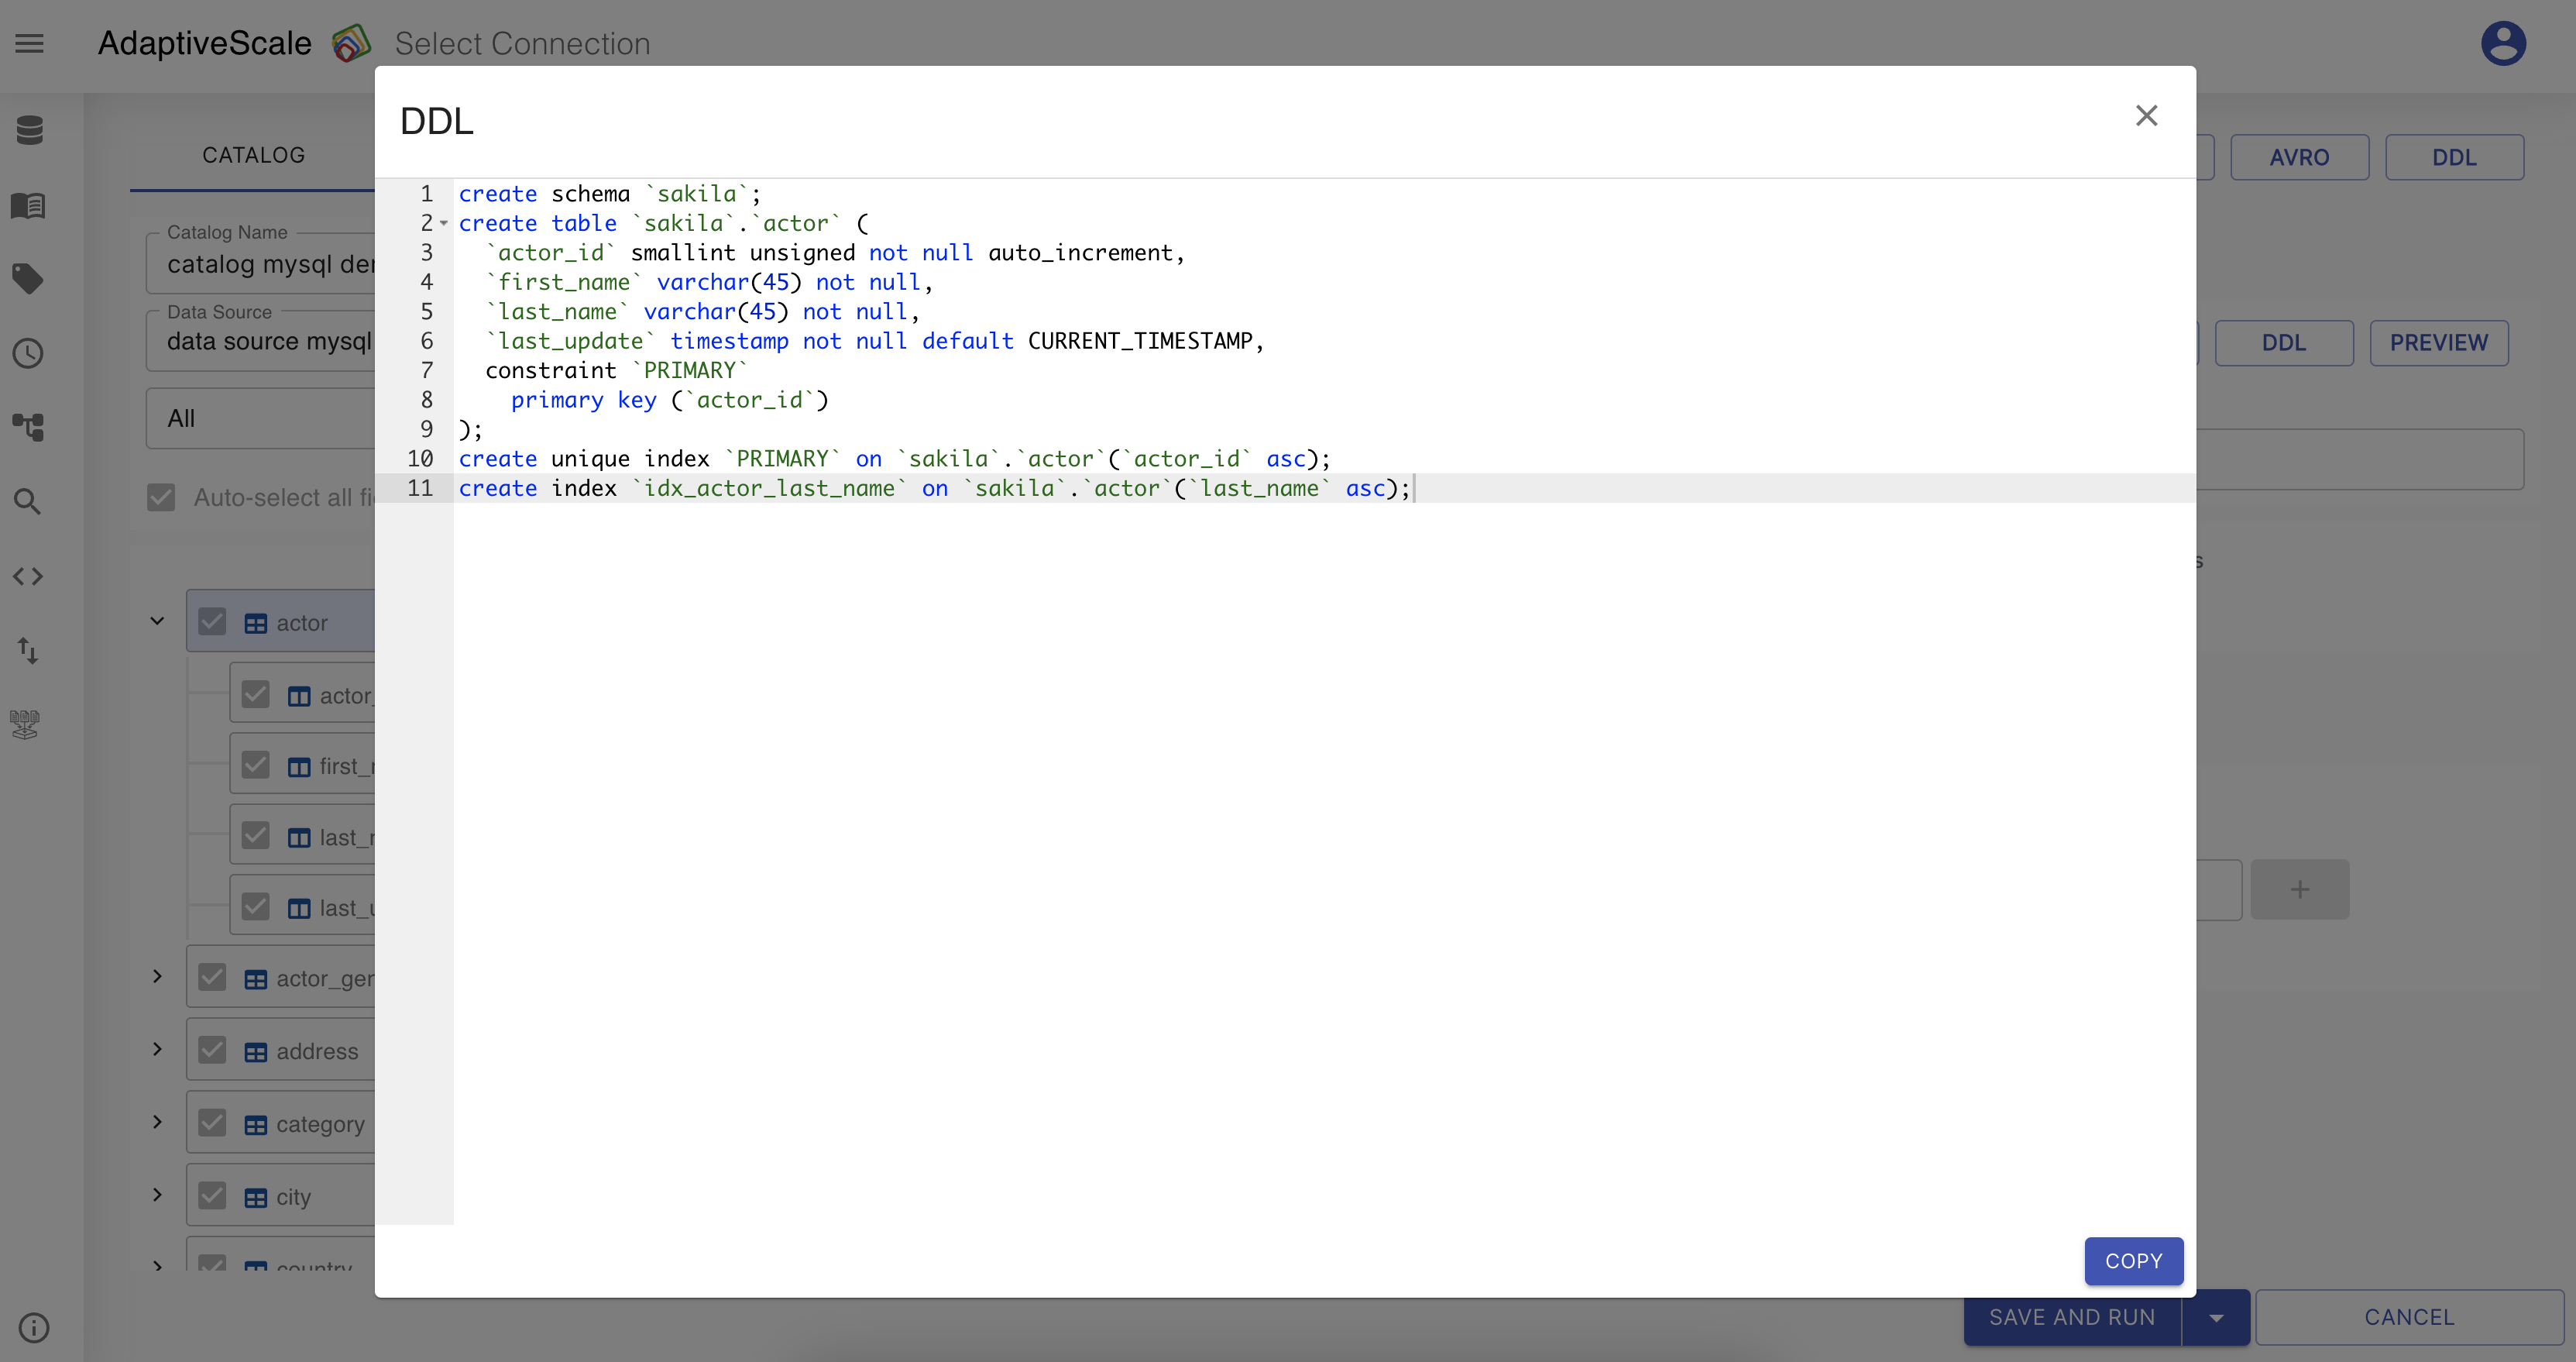 AdaptiveScale Select Connection
DDL
CATALOG
AVRO
DDL
Catalog Name
catalog mysql
Data Source
data source mysql
DDL
PREVIEW
All
Auto-select all
1 create schema `sakila`;
2 create table `sakila`.`actor` (
3 `actor_id` smallint unsigned not null auto_increment,
4 `first_name` varchar(45) not null,
5 `last_name` varchar(45) not null,
6 `last_update` timestamp not null default CURRENT_TIMESTAMP,
7 constraint `PRIMARY`
8 primary key (`actor_id`)
9 );
10 create unique index `PRIMARY` on `sakila`.`actor`(`actor_id` asc);
11 create index `idx_actor_last_name` on `sakila`.`actor`(`last_name` asc);
actor
actor_
first_
last_
last_
actor_
address
category
city
country
COPY
SAVE AND RUN
CANCEL